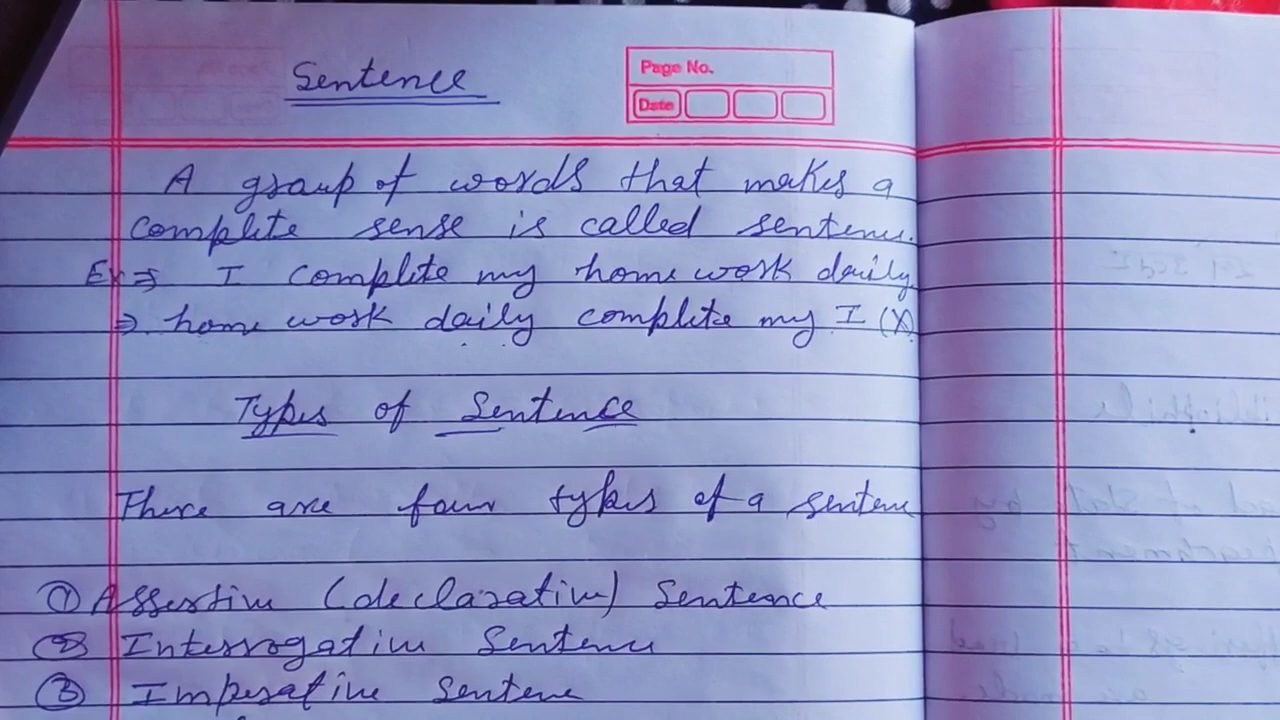 Sentence
Page No.
Date
A group of words that makes a
complete sense is called sentence.
Ex ⇒ I complete my home work daily
⇒ home work daily complete my I (X)
Types of Sentence
There are four types of a sentence
① Assertive (declarative) Sentence
② Interrogative Sentence
③ Imperative Sentence